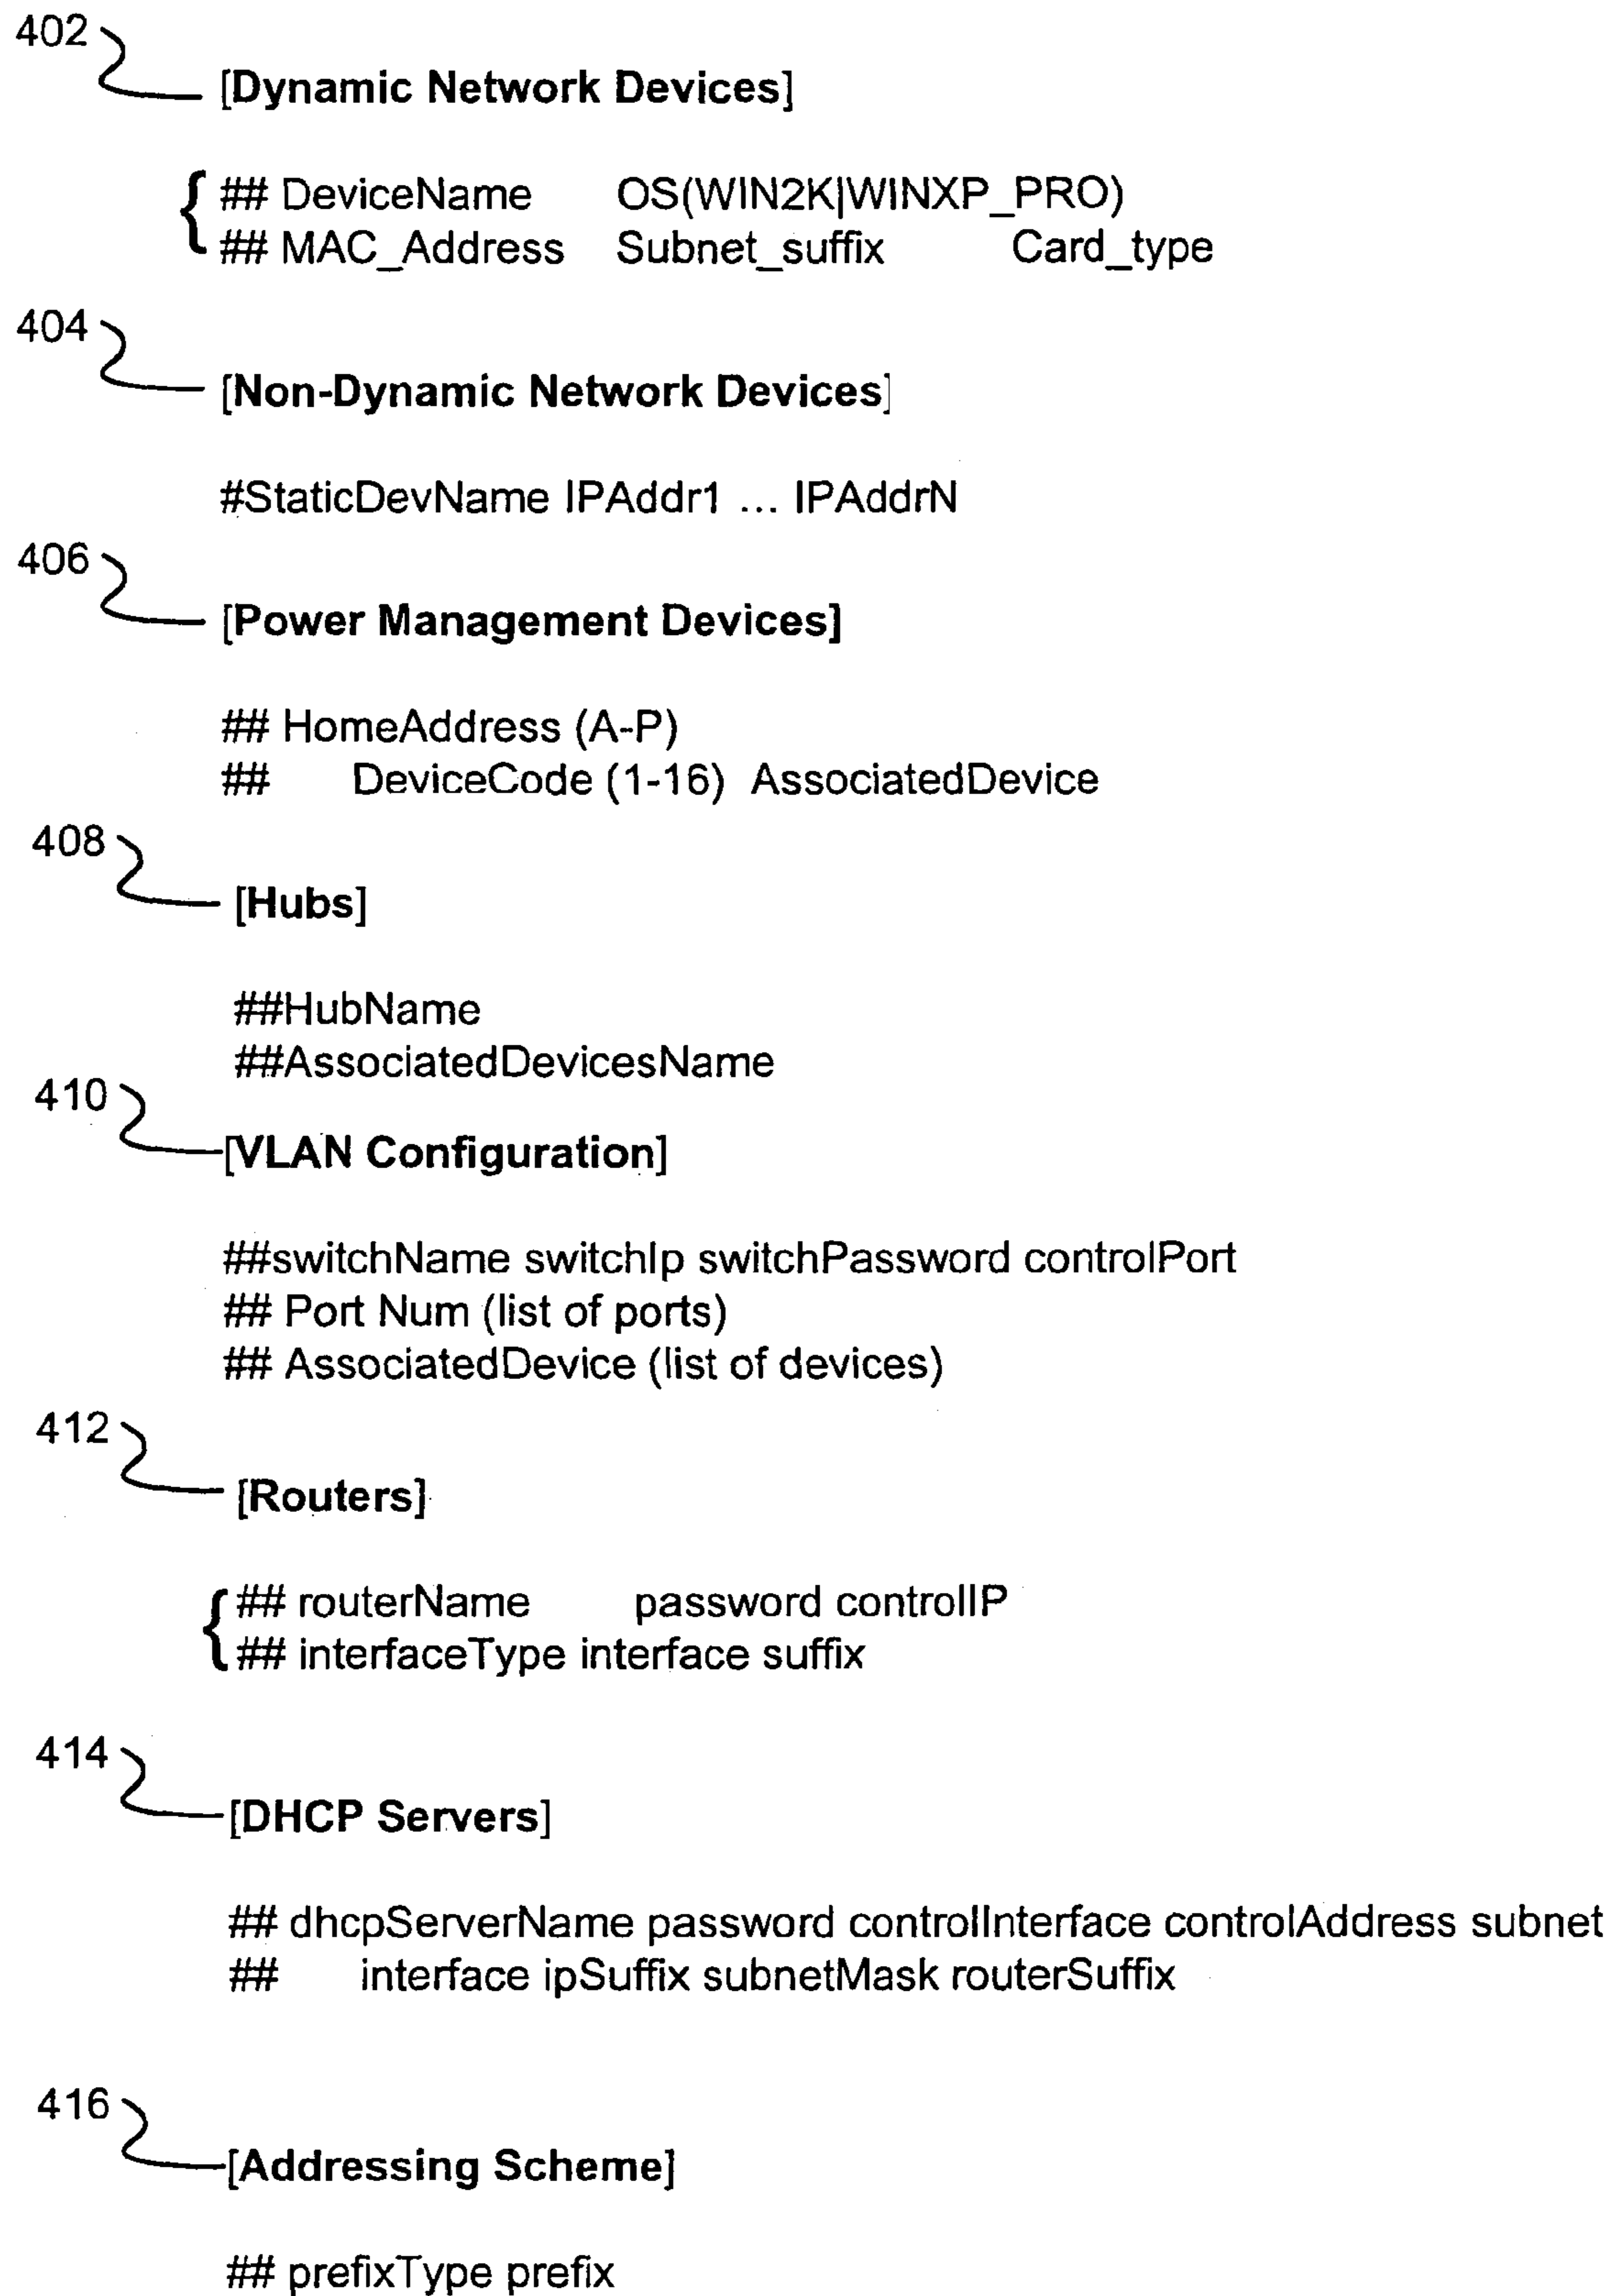 402
[Dynamic Network Devices]
{ ## DeviceName OS(WIN2K|WINXP_PRO)
## MAC_Address Subnet_suffix Card_type
404
[Non-Dynamic Network Devices]
#StaticDevName IPAddr1 ... IPAddrN
406
[Power Management Devices]
## HomeAddress (A-P)
## DeviceCode (1-16) AssociatedDevice
408
[Hubs]
##HubName
##AssociatedDevicesName
410
[VLAN Configuration]
##switchName switchIp switchPassword controlPort
## Port Num (list of ports)
## AssociatedDevice (list of devices)
412
[Routers]
{ ## routerName password controlIP
## interfaceType interface suffix
414
[DHCP Servers]
## dhcpServerName password controlInterface controlAddress subnet
## interface ipSuffix subnetMask routerSuffix
416
[Addressing Scheme]
## prefixType prefix